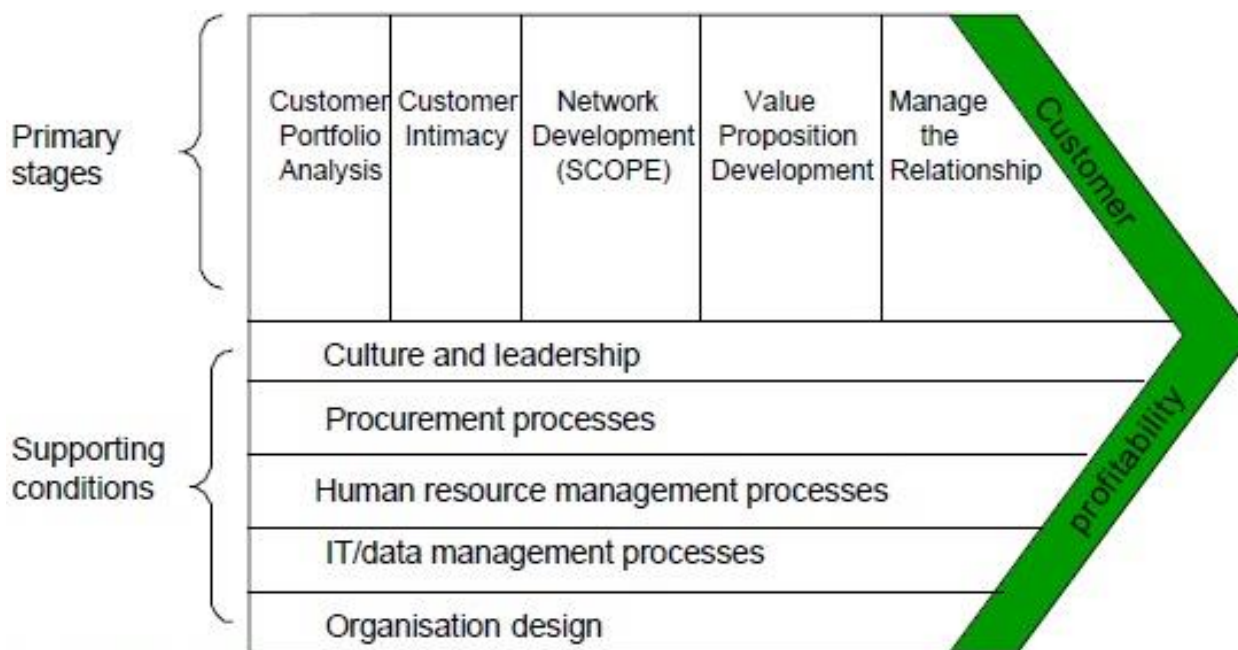 Primary
stages
Customer
Portfolio
Analysis
Customer
Intimacy
Network
Development
(SCOPE)
Value
Proposition
Development
Manage
the
Relationship
Customer
profitability
Supporting
conditions
Culture and leadership
Procurement processes
Human resource management processes
IT/data management processes
Organisation design